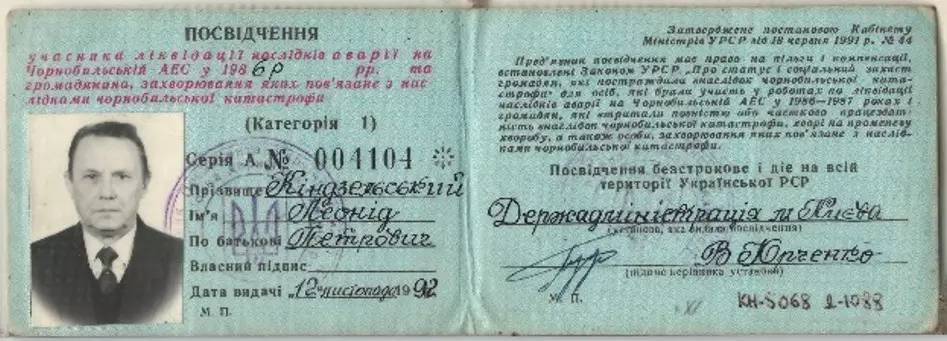 ПОСВІДЧЕННЯ
учасника ліквідації наслідків аварії на
Чорнобильській АЕС у 1986 р рр. та
громадянина, захворювання яких пов'язане з нас
лідками чорнобильської катастрофи
(Категорія 1)
Серія А № 004104
Прізвище Кіндзельський
Ім'я Леонід
По батькові Петрович
Власний підпис
Дата видачі „12" листопада 1992
М. П.
Затверджене постановою Кабінету
Міністрів УРСР від 18 червня 1991 р. № 44
Пред'явник посвідчення має право на пільги і компенсації,
встановлені Законом УРСР „Про статус і соціальний захист
громадян, які постраждали внаслідок чорнобильської ката-
строфи" для осіб, які брали участь у роботах по ліквідації
наслідків аварії на Чорнобильській АЕС у 1986—1987 роках і
громадян, які втратили повністю або частково працездат-
ність внаслідок чорнобильської катастрофи, хворі на променеву
хворобу, а також особи, захворювання яких пов'язане з наслід-
ками чорнобильської катастрофи.
Посвідчення безстрокове і діє на всій
території Української РСР
Держадміністрація м Києва
(установа, яка видала посвідчення)
В Юрченко
(підпис керівника установи)
М. П.
КН-5068 2-1088